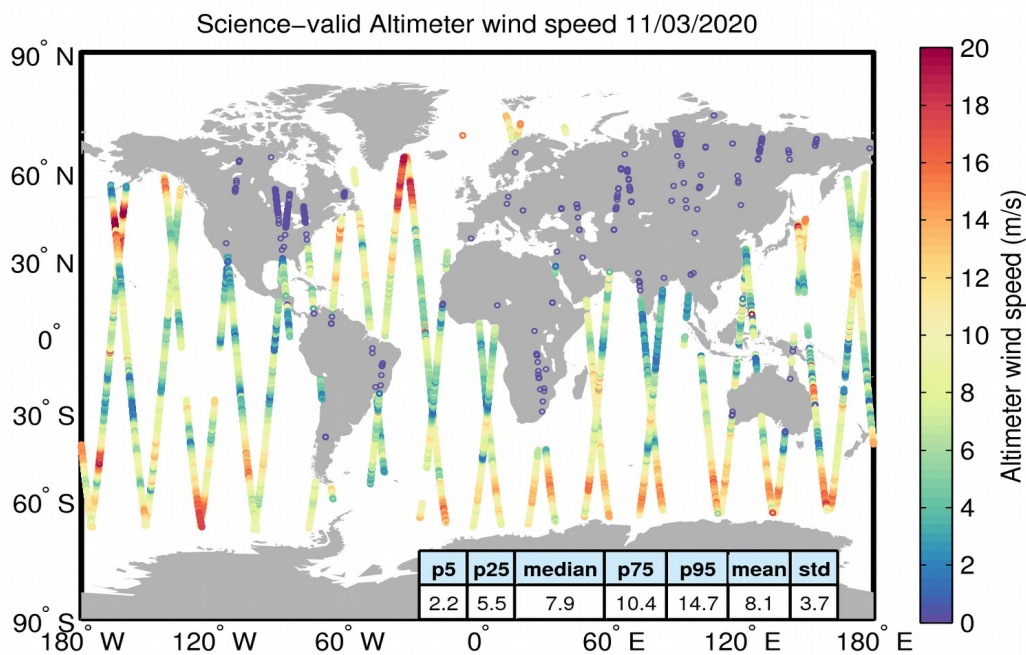 Science−valid Altimeter wind speed 11/03/2020
90° N
60° N
30° N
0°
30° S
60° S
90° S
180° W
120° W
60° W
0°
60° E
120° E
180° E
p5 p25 median p75 p95 mean std
2.2 5.5 7.9 10.4 14.7 8.1 3.7
20
18
16
14
12
10
8
6
4
2
0
Altimeter wind speed (m/s)